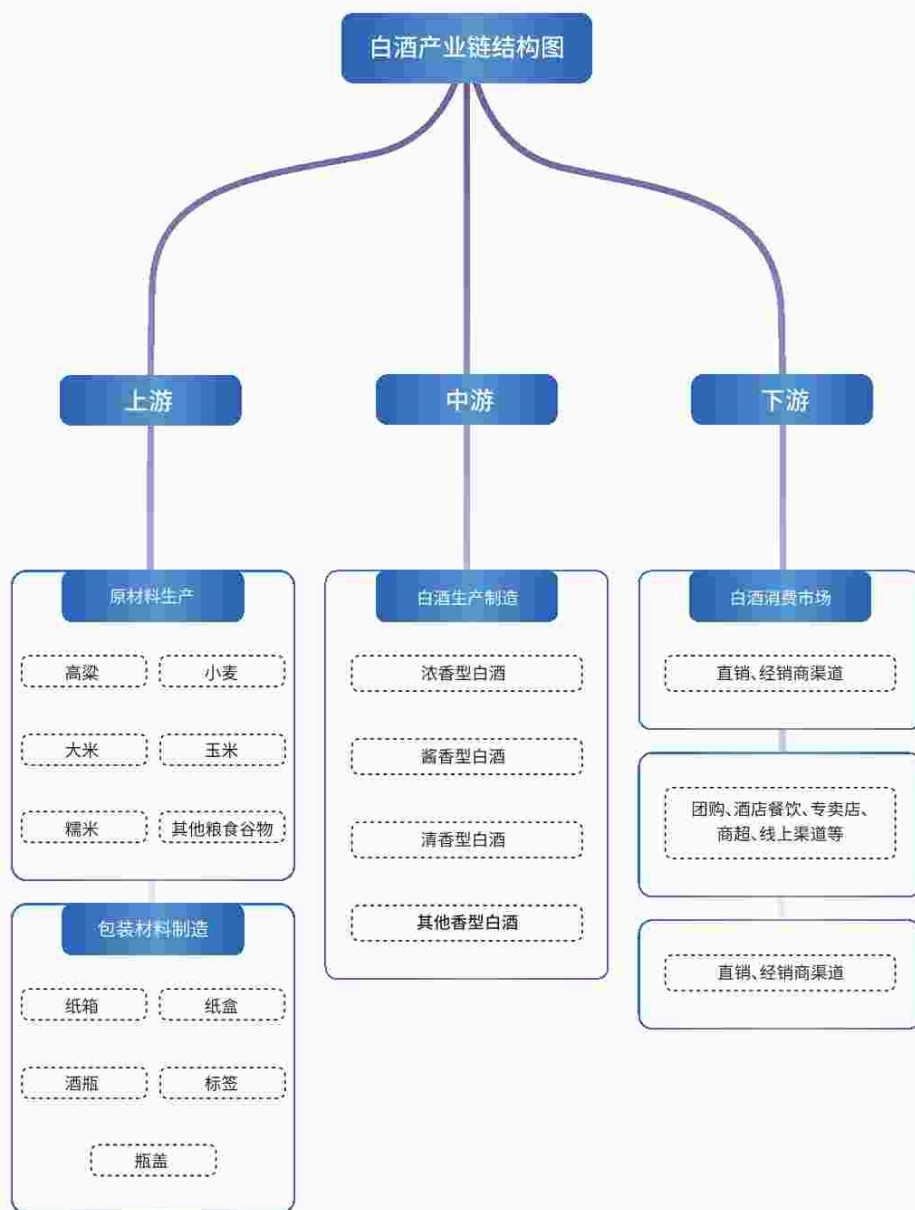 白酒产业链结构图
上游
中游
下游
原材料生产
高粱
小麦
大米
玉米
糯米
其他粮食谷物
包装材料制造
纸箱
纸盒
酒瓶
标签
瓶盖
白酒生产制造
浓香型白酒
酱香型白酒
清香型白酒
其他香型白酒
白酒消费市场
直销、经销商渠道
团购、酒店餐饮、专卖店、
商超、线上渠道等
直销、经销商渠道